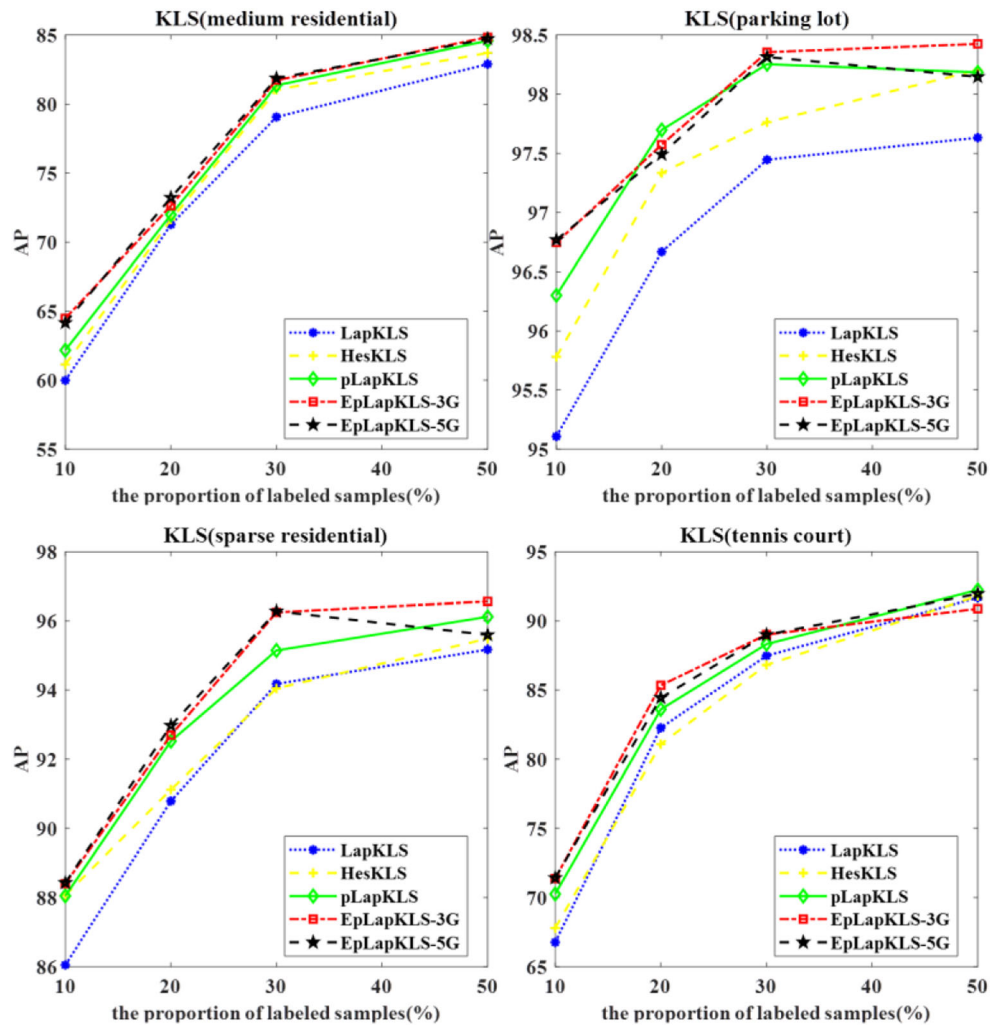 KLS(medium residential)
85
80
75
70
65
60
55
AP
10 20 30 40 50
the proportion of labeled samples(%)
LapKLS
HesKLS
pLapKLS
EpLapKLS-3G
EpLapKLS-5G
KLS(parking lot)
98.5
98
97.5
97
96.5
96
95.5
95
AP
10 20 30 40 50
the proportion of labeled samples(%)
LapKLS
HesKLS
pLapKLS
EpLapKLS-3G
EpLapKLS-5G
KLS(sparse residential)
98
96
94
92
90
88
86
AP
10 20 30 40 50
the proportion of labeled samples(%)
LapKLS
HesKLS
pLapKLS
EpLapKLS-3G
EpLapKLS-5G
KLS(tennis court)
95
90
85
80
75
70
65
AP
10 20 30 40 50
the proportion of labeled samples(%)
LapKLS
HesKLS
pLapKLS
EpLapKLS-3G
EpLapKLS-5G